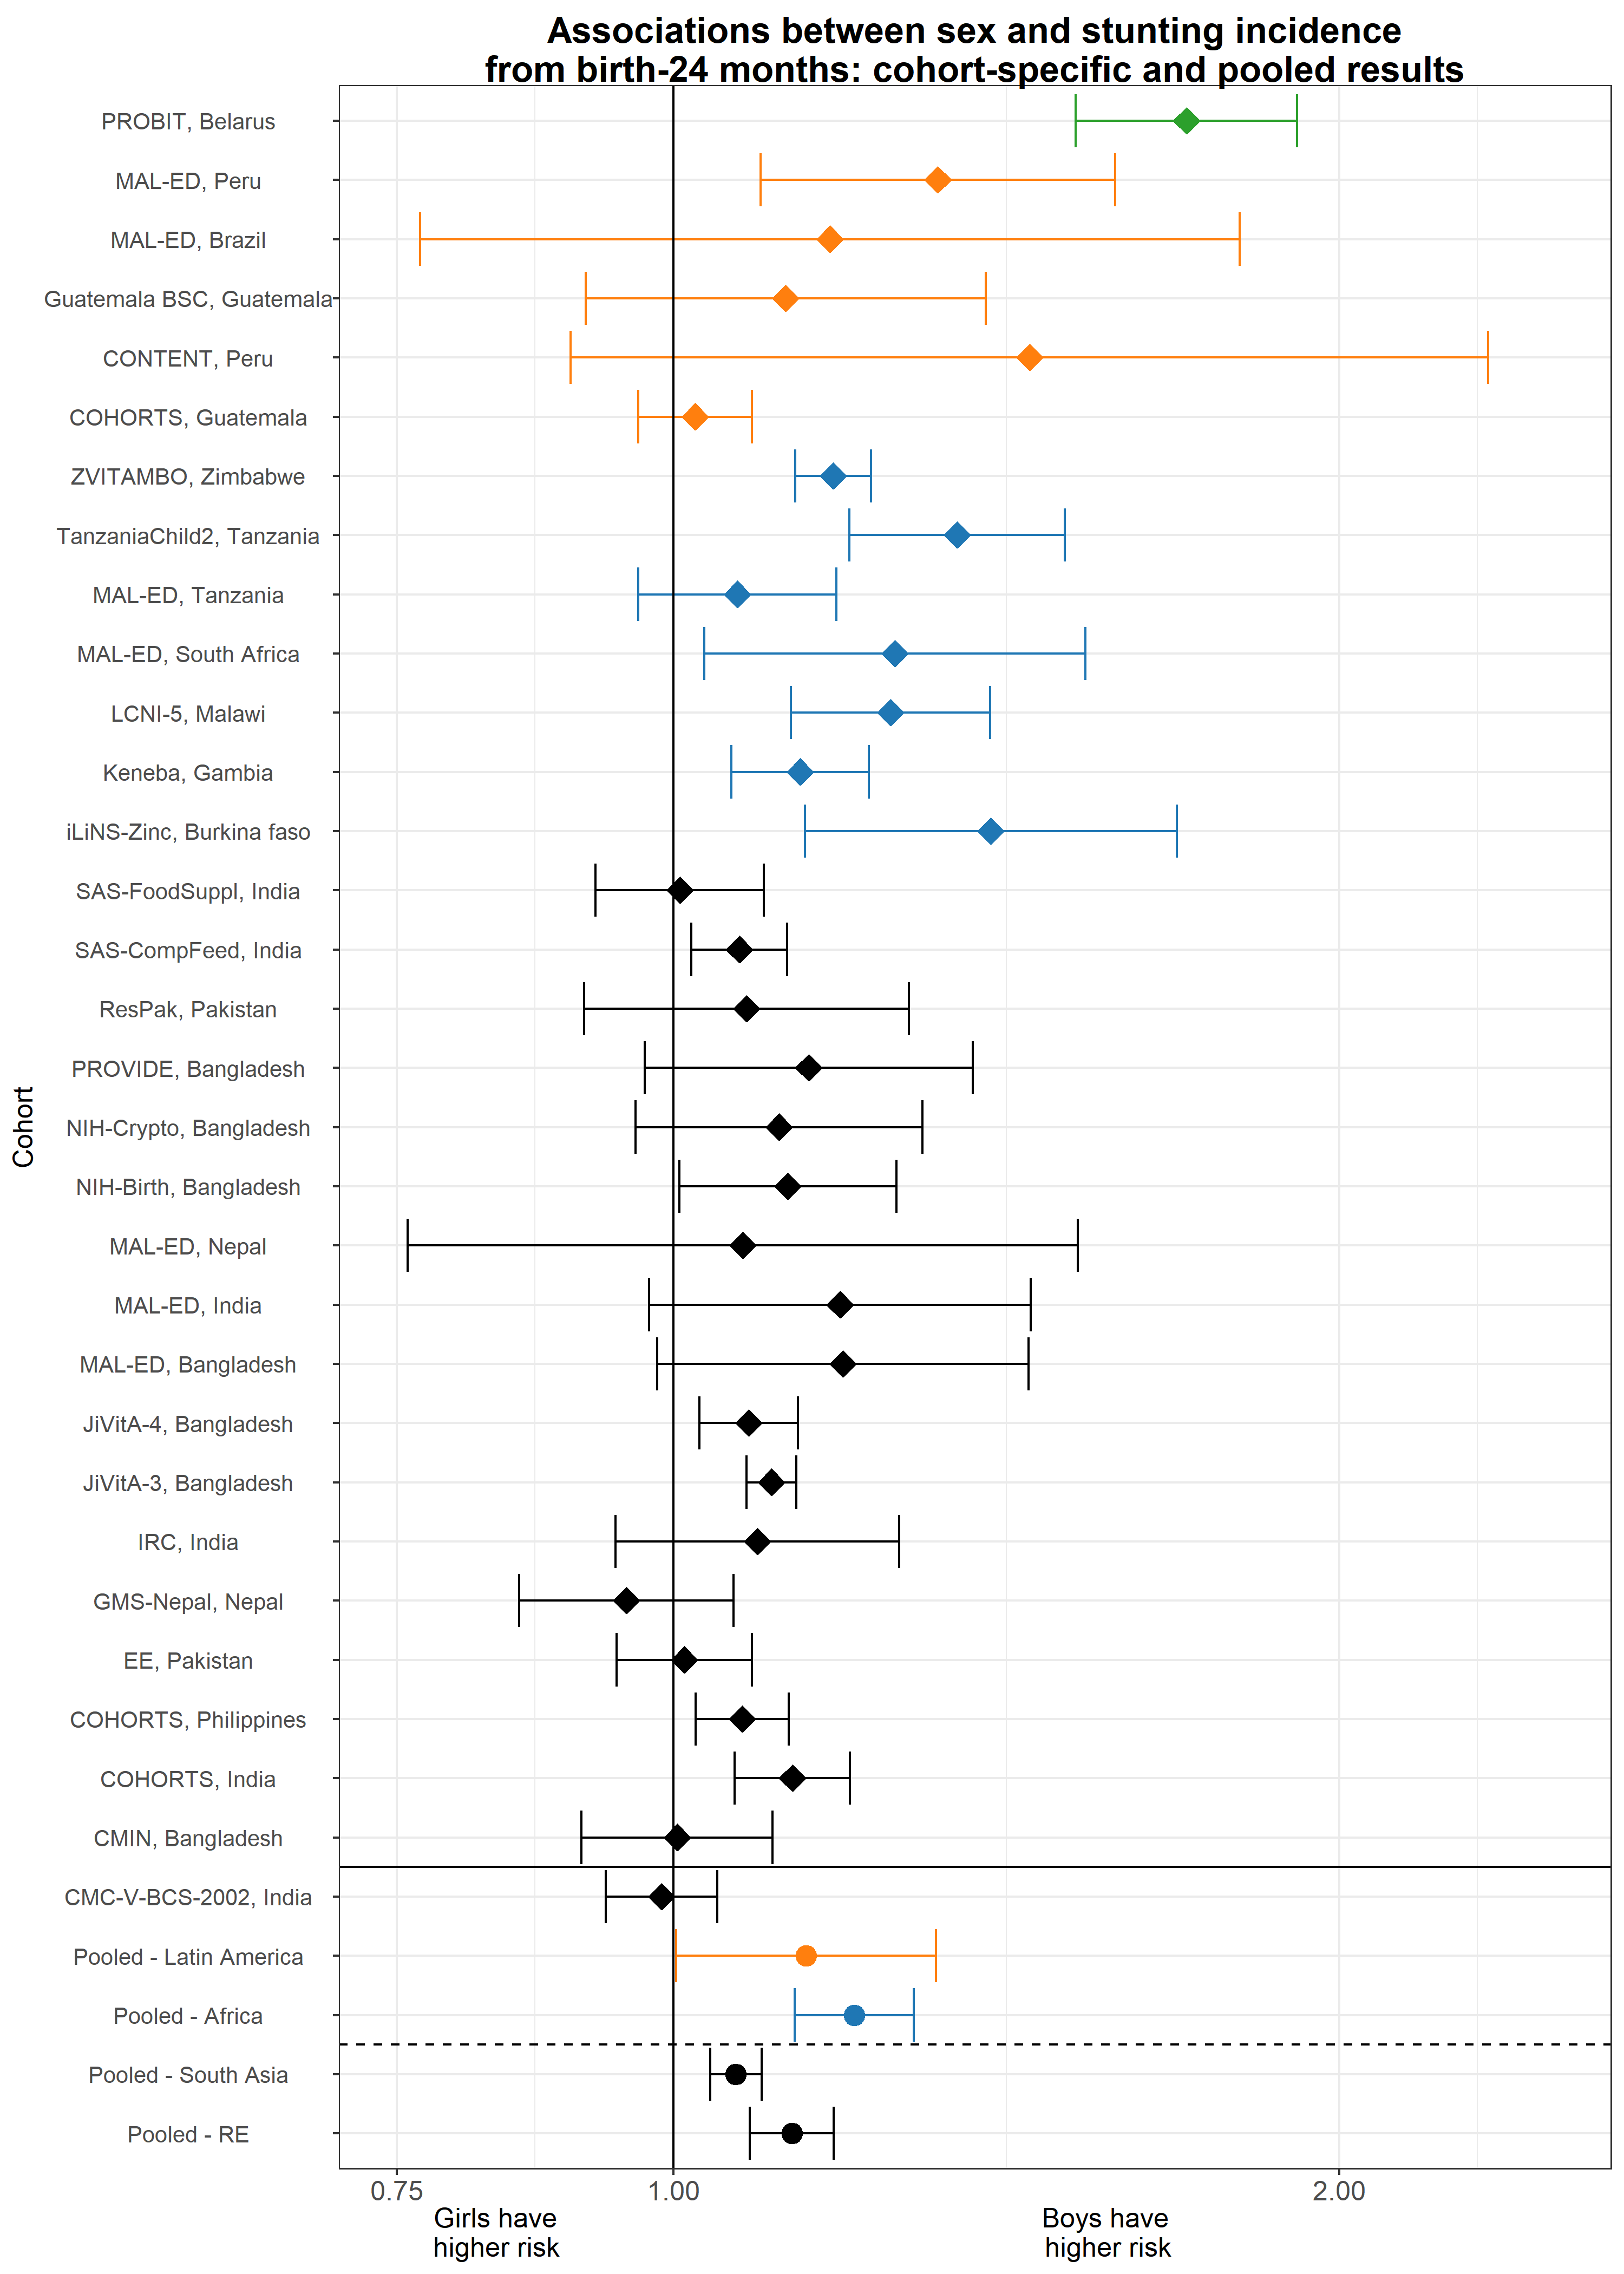 Associations between sex and stunting incidence
from birth-24 months: cohort-specific and pooled results
PROBIT, Belarus
MAL-ED, Peru
MAL-ED, Brazil
Guatemala BSC, Guatemala
CONTENT, Peru
COHORTS, Guatemala
ZVITAMBO, Zimbabwe
TanzaniaChild2, Tanzania
MAL-ED, Tanzania
MAL-ED, South Africa
LCNI-5, Malawi
Keneba, Gambia
iLiNS-Zinc, Burkina faso
SAS-FoodSuppl, India
SAS-CompFeed, India
ResPak, Pakistan
PROVIDE, Bangladesh
NIH-Crypto, Bangladesh
NIH-Birth, Bangladesh
MAL-ED, Nepal
MAL-ED, India
MAL-ED, Bangladesh
JiVitA-4, Bangladesh
JiVitA-3, Bangladesh
IRC, India
GMS-Nepal, Nepal
EE, Pakistan
COHORTS, Philippines
COHORTS, India
CMIN, Bangladesh
CMC-V-BCS-2002, India
Pooled - Latin America
Pooled - Africa
Pooled - South Asia
Pooled - RE
Cohort
0.75 1.00 2.00
Girls have
higher risk
Boys have
higher risk